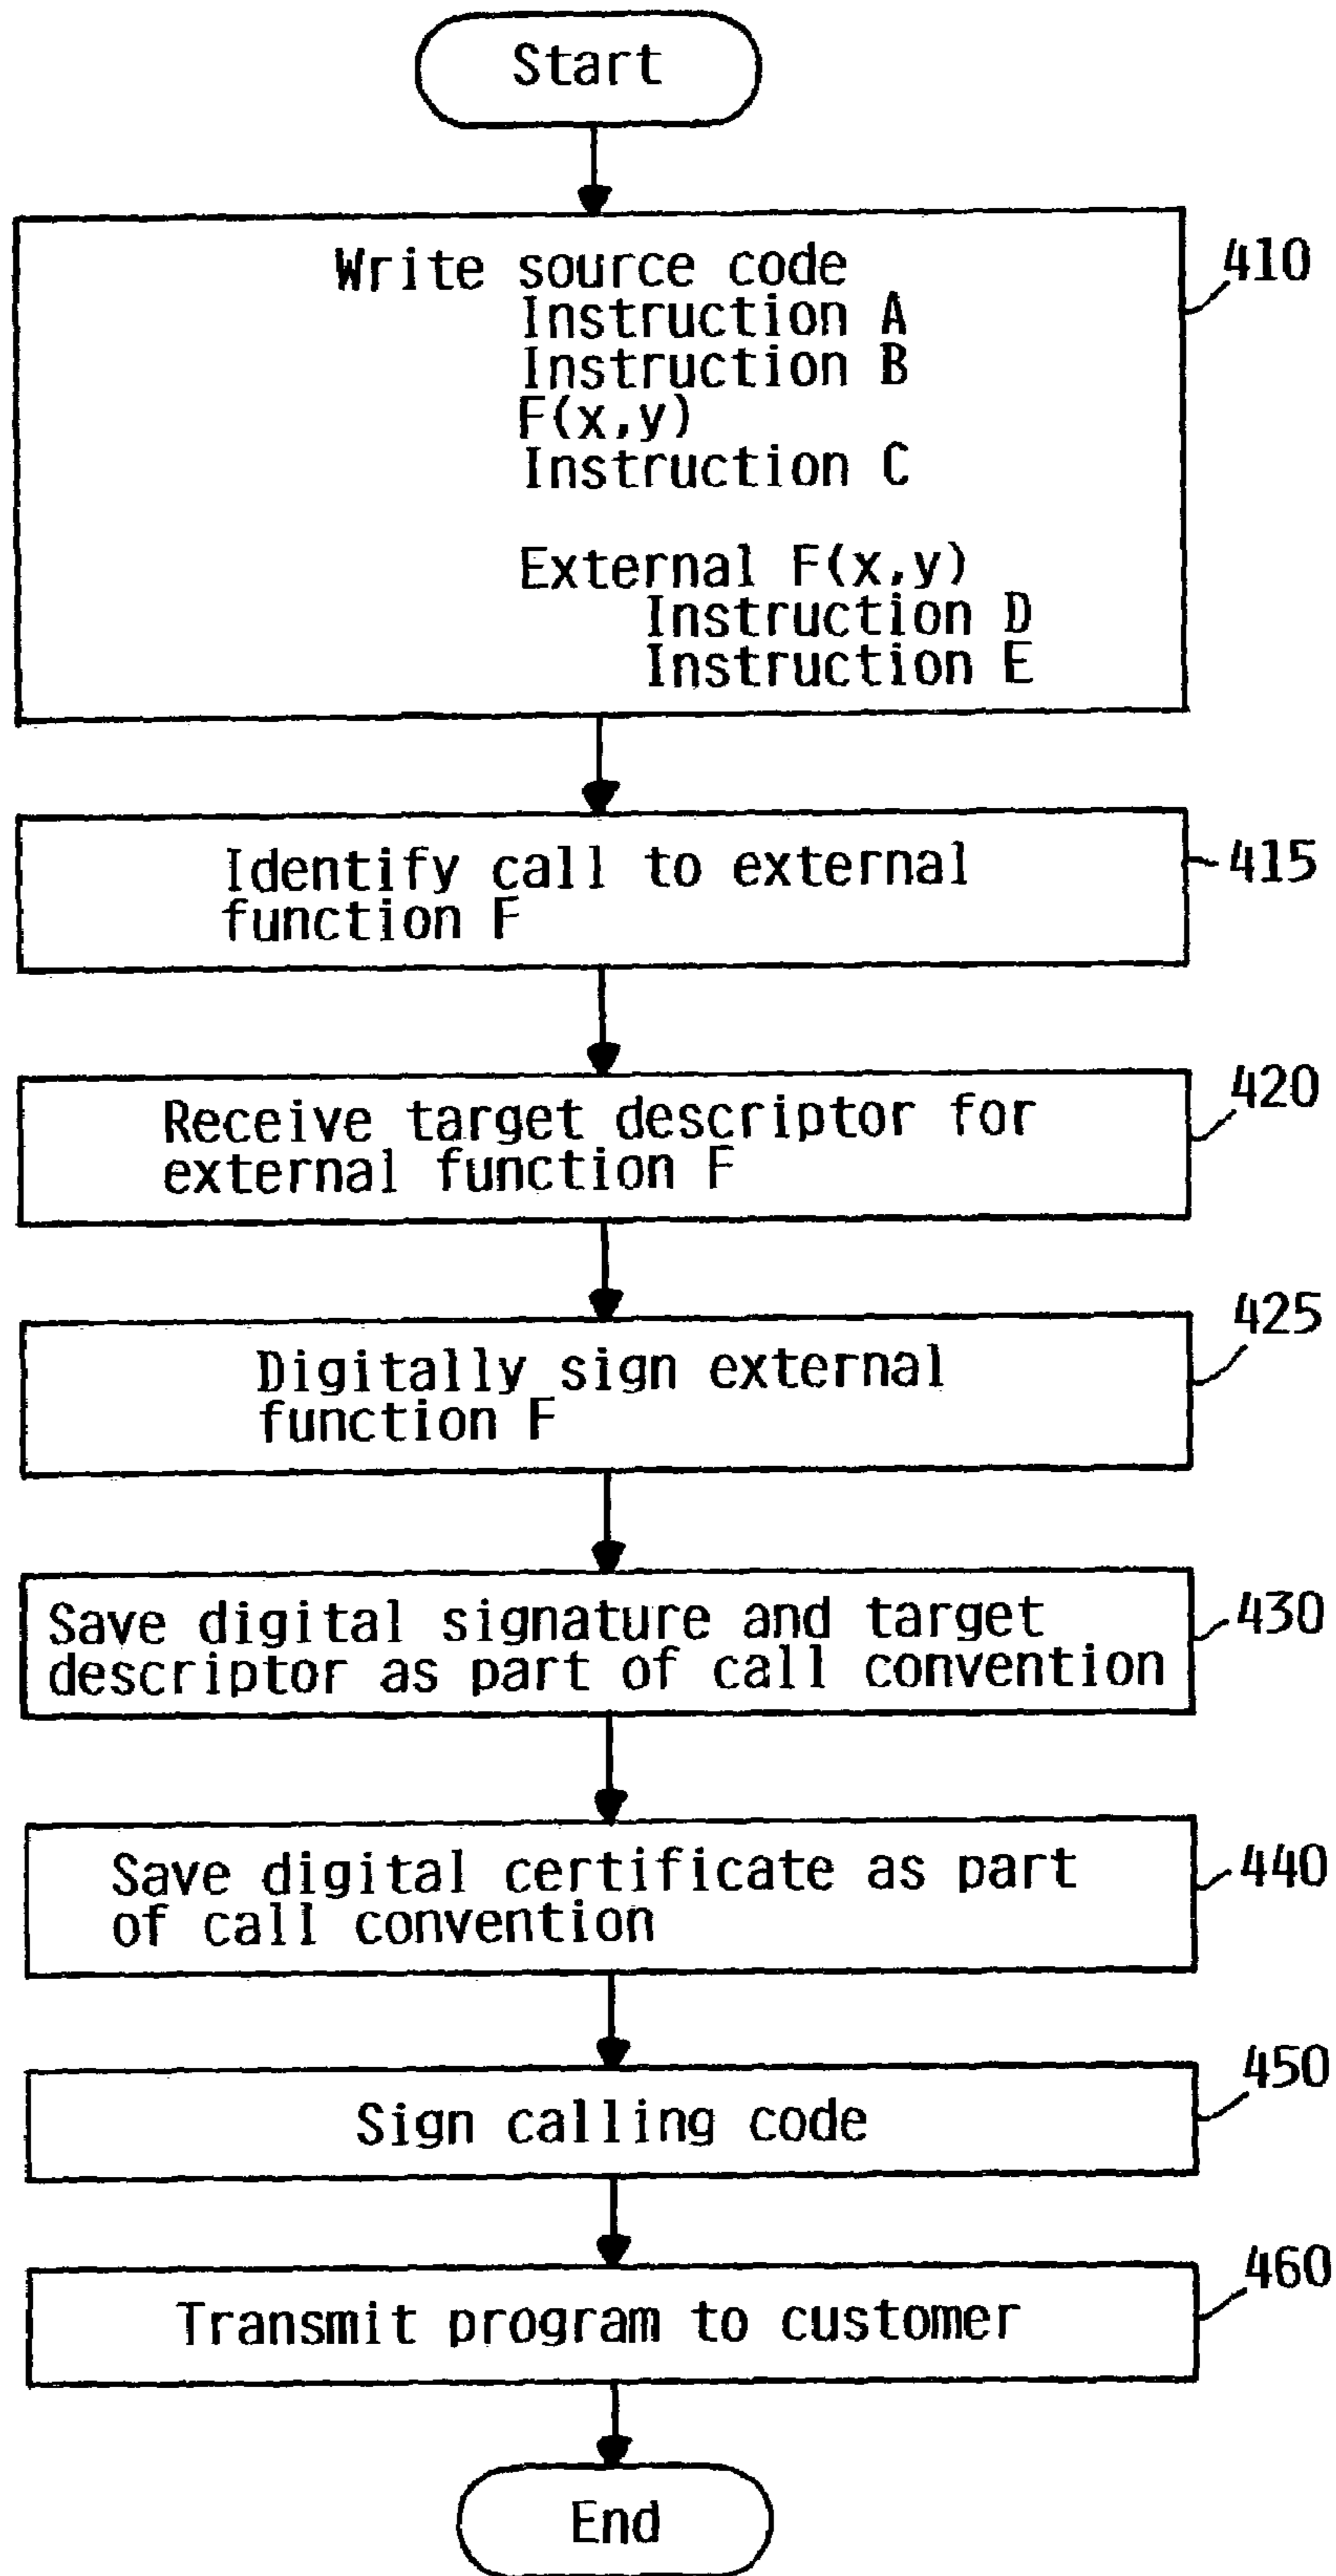 Start
410
Write source code
Instruction A
Instruction B
F(x,y)
Instruction C
External F(x,y)
Instruction D
Instruction E
415
Identify call to external
function F
420
Receive target descriptor for
external function F
425
Digitally sign external
function F
430
Save digital signature and target
descriptor as part of call convention
440
Save digital certificate as part
of call convention
450
Sign calling code
460
Transmit program to customer
End